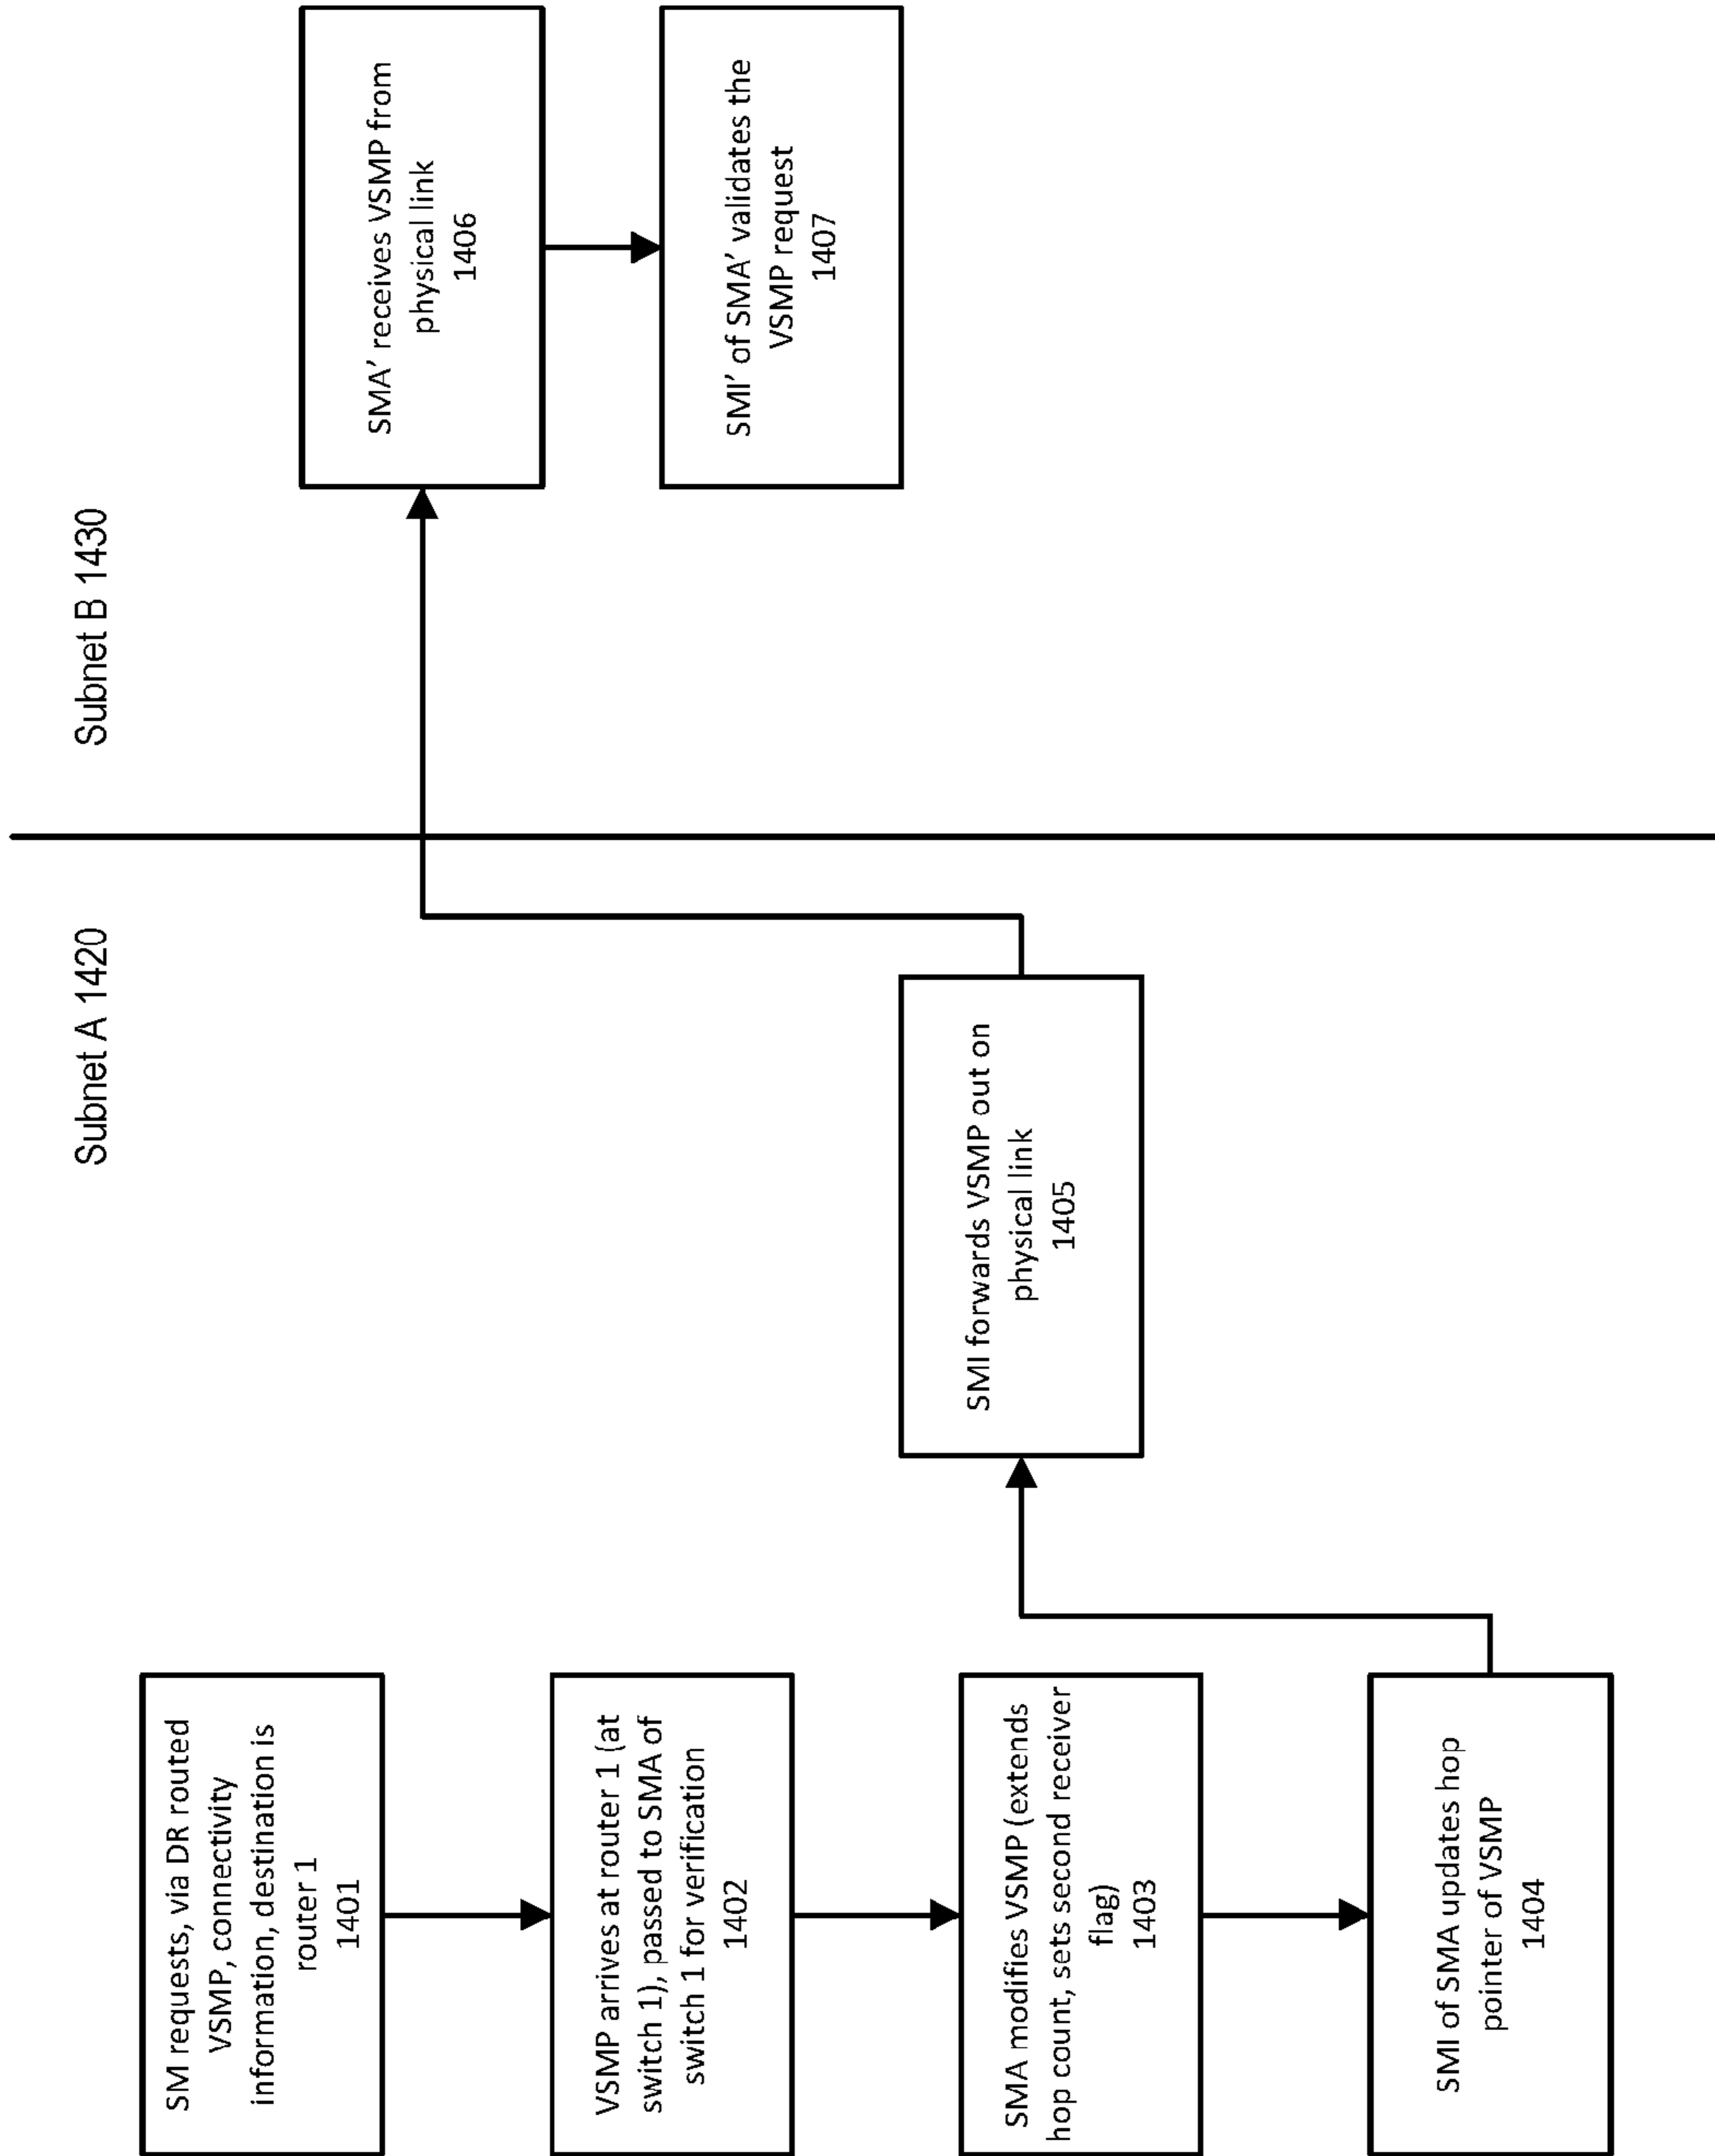 Subnet A 1420
Subnet B 1430
SM requests, via DR routed
VSMP, connectivity
information, destination is
router 1
1401
VSMP arrives at router 1 (at
switch 1), passed to SMA of
switch 1 for verification
1402
SMA modifies VSMP (extends
hop count, sets second receiver
flag)
1403
SMI of SMA updates hop
pointer of VSMP
1404
SMI forwards VSMP out on
physical link
1405
SMA’ receives VSMP from
physical link
1406
SMI’ of SMA’ validates the
VSMP request
1407